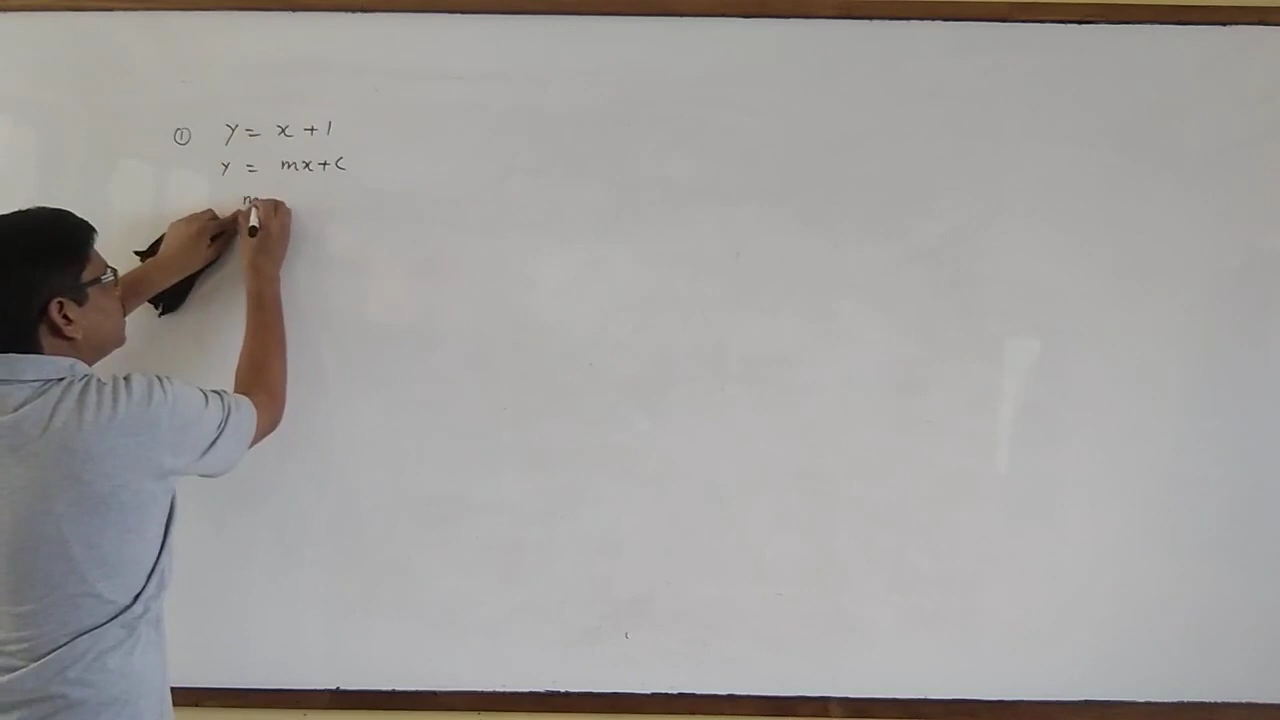 ① y = x + 1
y = mx + c
m